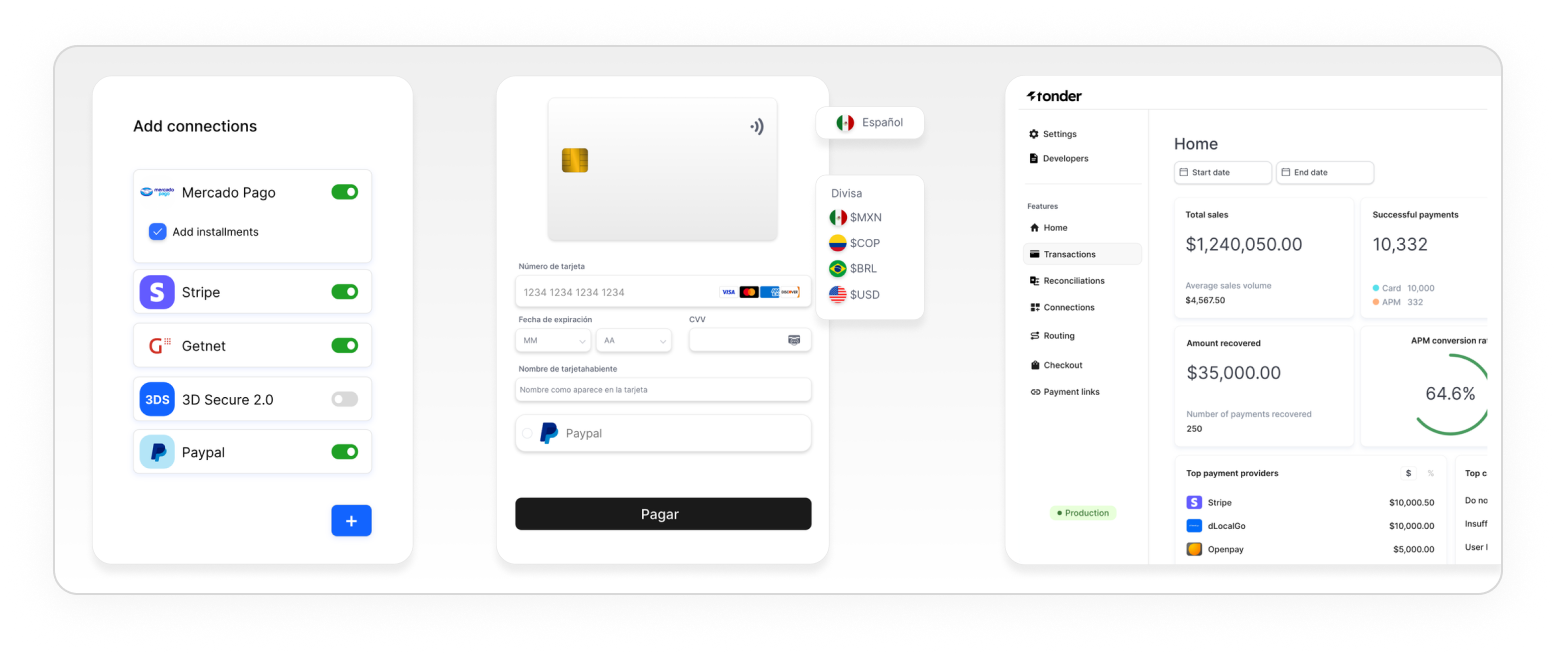 Add connections
mercado pago
Mercado Pago
Add installments
S
Stripe
G
Getnet
3DS
3D Secure 2.0
Paypal
+
Número de tarjeta
1234 1234 1234 1234
VISA
DISCOVER
Fecha de expiración
CVV
MM
AA
Nombre de tarjetahabiente
Nombre como aparece en la tarjeta
Paypal
Pagar
Español
Divisa
$MXN
$COP
$BRL
$USD
tonder
Settings
Developers
Features
Home
Transactions
Reconciliations
Connections
Routing
Checkout
Payment links
Production
Home
Start date
End date
Total sales
$1,240,050.00
Average sales volume
$4,567.50
Successful payments
10,332
Card 10,000
APM 332
Amount recovered
$35,000.00
Number of payments recovered
250
APM conversion ra
64.6%
Top payment providers
$ %
S
Stripe $10,000.50
dLocalGo $10,000.00
Openpay $5,000.00
Top c
Do no
Insuff
User